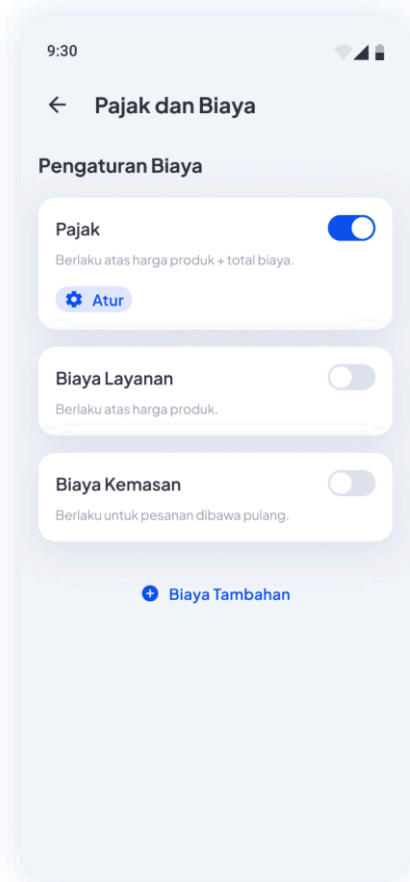 9:30
Pajak dan Biaya
Pengaturan Biaya
Pajak
Berlaku atas harga produk + total biaya.
Atur
Biaya Layanan
Berlaku atas harga produk.
Biaya Kemasan
Berlaku untuk pesanan dibawa pulang.
Biaya Tambahan